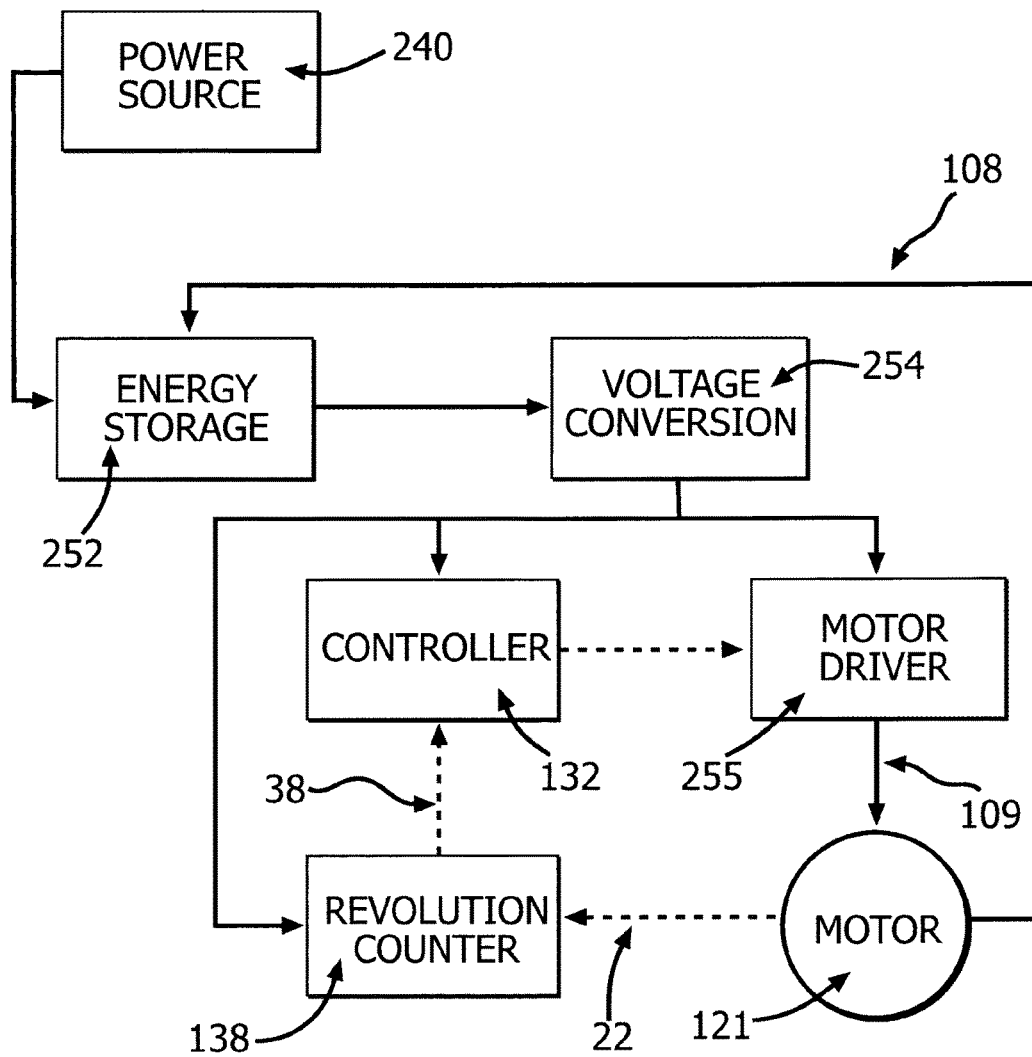 POWER
SOURCE
240
108
ENERGY
STORAGE
VOLTAGE
CONVERSION
254
252
CONTROLLER
MOTOR
DRIVER
38
132
255
109
REVOLUTION
COUNTER
MOTOR
138
22
121